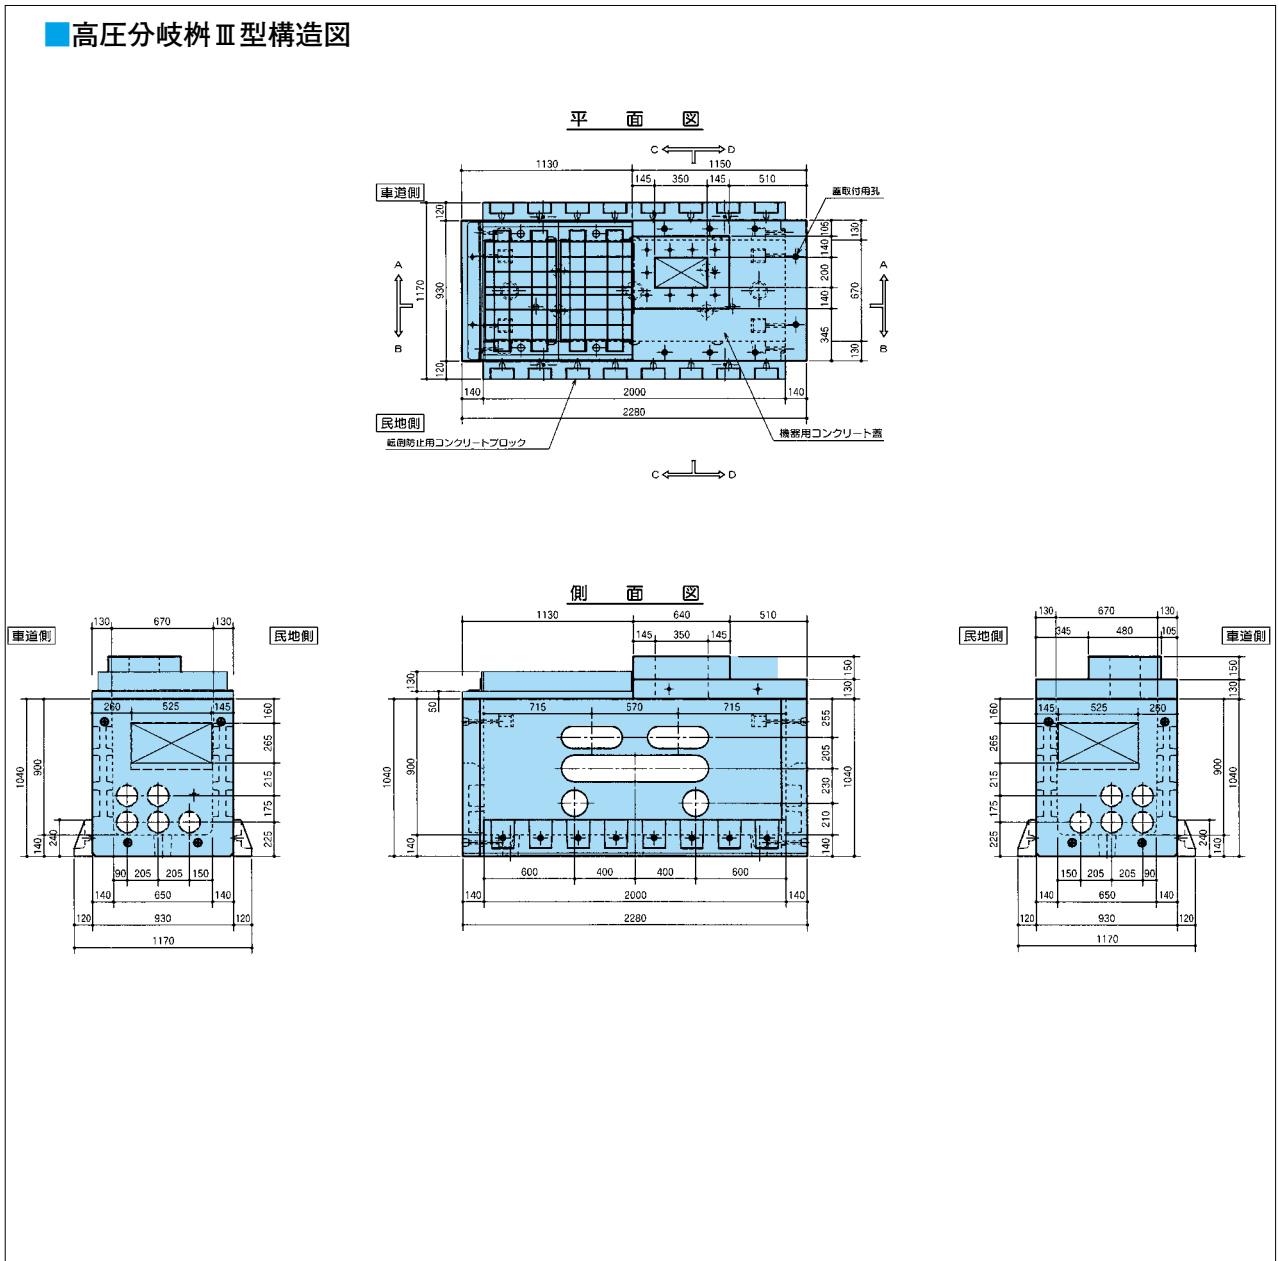 ■高圧分岐桝Ⅲ型構造図
平面図
C D
1130 1150
145 350 145 510
車道側
蓋取付用孔
120 930 120
1170
105 140 200 140 345
130 670 130
A A
B B
140 2000 140
2280
民地側
転倒防止用コンクリートブロック
機器用コンクリート蓋
C D
側面図
車道側
民地側
130 670 130
260 525 145
160 265 215 175 225
1040
900 140
240
90 205 205 150
140 650 140
120 930 120
1170
1130 640 510
145 350 145
130
50
150
130
715 570 715
255 205 230 210 140
1040
900 140
1040
600 400 400 600
140 2000 140
2280
民地側
車道側
130 670 130
345 480 105
150
130
145 525 260
160 265 215 175 225
900 140
1040
240
150 205 205 90
140 650 140
120 930 120
1170